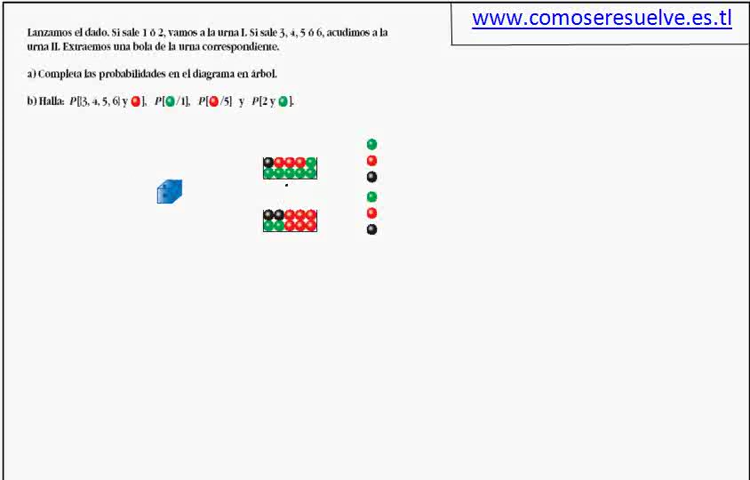 www.comoseresuelve.es.tl
Lanzamos el dado. Si sale 1 ó 2, vamos a la urna I. Si sale 3, 4, 5 ó 6, acudimos a la
urna II. Extraemos una bola de la urna correspondiente.
a) Completa las probabilidades en el diagrama en árbol.
b) Halla: P[{3, 4, 5, 6} y ], P[ /1], P[ /5] y P[2 y ].